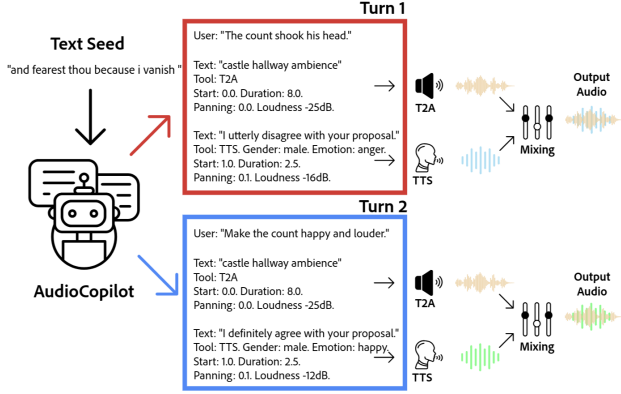 Text Seed
"and fearest thou because i vanish "
AudioCopilot
Turn 1
User: "The count shook his head."
Text: "castle hallway ambience"
Tool: T2A
Start: 0.0. Duration: 8.0.
Panning: 0.0. Loudness -25dB.
Text: "I utterly disagree with your proposal."
Tool: TTS. Gender: male. Emotion: anger.
Start: 1.0. Duration: 2.5.
Panning: 0.1. Loudness -16dB.
T2A
TTS
Mixing
Output
Audio
Turn 2
User: "Make the count happy and louder."
Text: "castle hallway ambience"
Tool: T2A
Start: 0.0. Duration: 8.0.
Panning: 0.0. Loudness -25dB.
Text: "I definitely agree with your proposal."
Tool: TTS. Gender: male. Emotion: happy.
Start: 1.0. Duration: 2.5.
Panning: 0.1. Loudness -12dB.
T2A
TTS
Mixing
Output
Audio